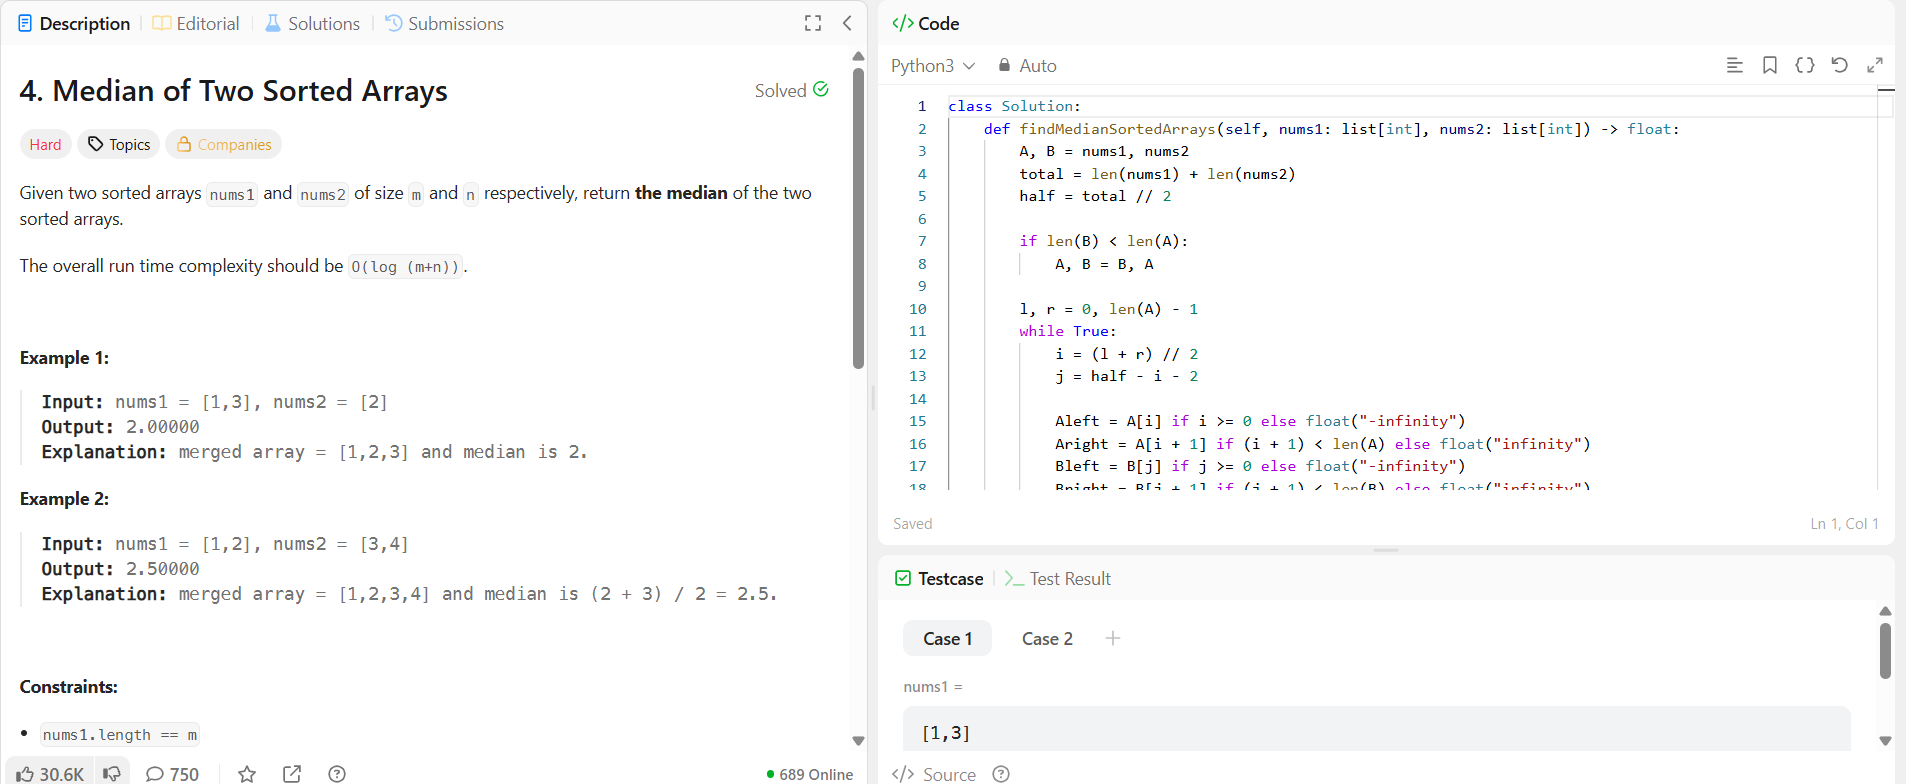 Description Editorial Solutions Submissions
4. Median of Two Sorted Arrays
Solved
Hard Topics Companies
Given two sorted arrays nums1 and nums2 of size m and n respectively, return the median of the two
sorted arrays.
The overall run time complexity should be O(log (m+n)).
Example 1:
Input: nums1 = [1,3], nums2 = [2]
Output: 2.00000
Explanation: merged array = [1,2,3] and median is 2.
Example 2:
Input: nums1 = [1,2], nums2 = [3,4]
Output: 2.50000
Explanation: merged array = [1,2,3,4] and median is (2 + 3) / 2 = 2.5.
Constraints:
• nums1.length == m
30.6K 750
689 Online
</> Code
Python3 Auto
1 class Solution:
2 def findMedianSortedArrays(self, nums1: list[int], nums2: list[int]) -> float:
3 A, B = nums1, nums2
4 total = len(nums1) + len(nums2)
5 half = total // 2
6
7 if len(B) < len(A):
8 A, B = B, A
9
10 l, r = 0, len(A) - 1
11 while True:
12 i = (l + r) // 2
13 j = half - i - 2
14
15 Aleft = A[i] if i >= 0 else float("-infinity")
16 Aright = A[i + 1] if (i + 1) < len(A) else float("infinity")
17 Bleft = B[j] if j >= 0 else float("-infinity")
18 Bright = B[j + 1] if (j + 1) < len(B) else float("infinity")
Saved
Ln 1, Col 1
Testcase >_ Test Result
Case 1 Case 2 +
nums1 =
[1,3]
</> Source